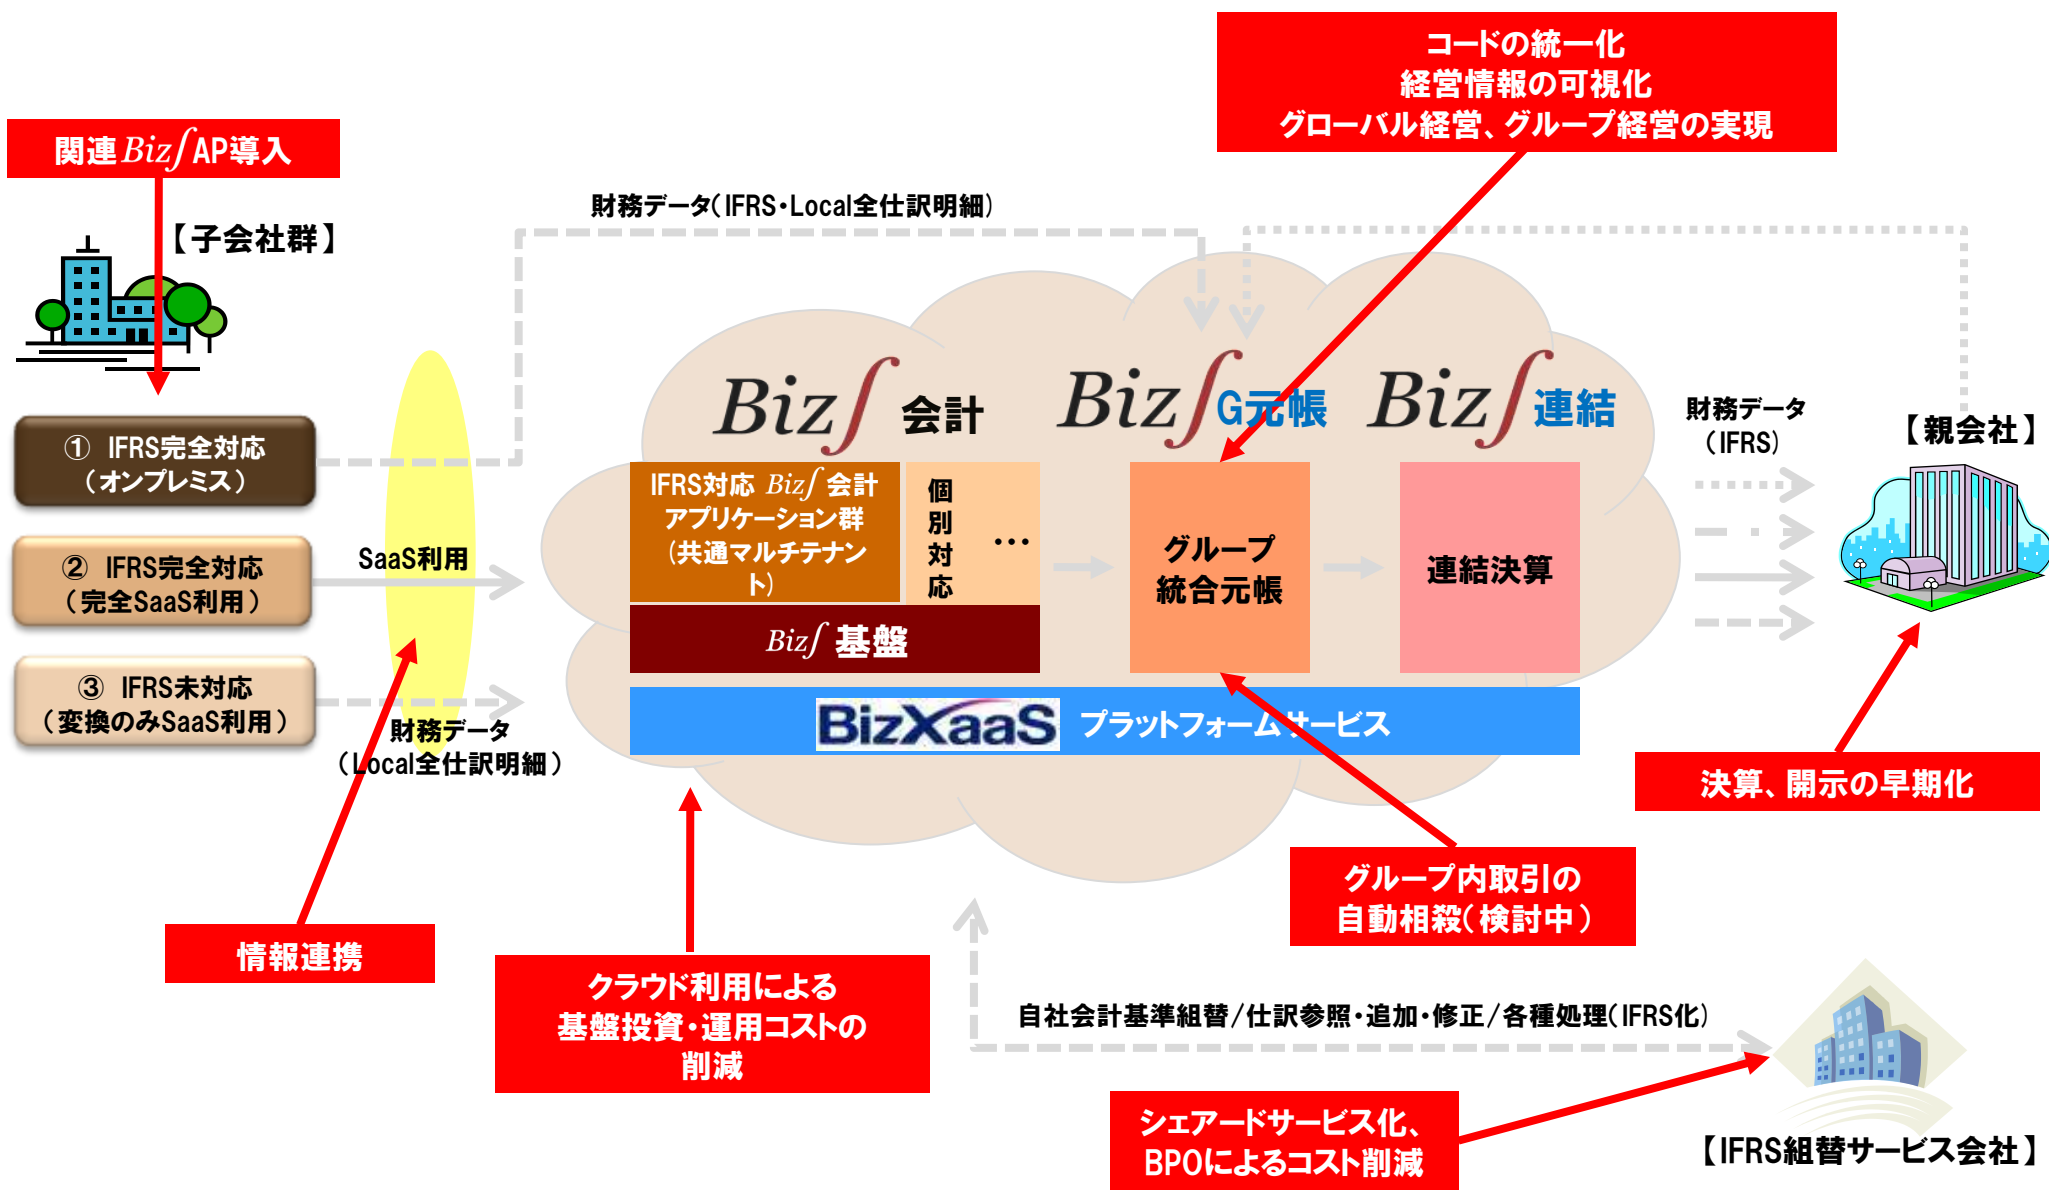 コードの統一化
経営情報の可視化
グローバル経営、グループ経営の実現
関連Biz∫AP導入
【子会社群】
財務データ(IFRS・Local全仕訳明細)
Biz∫会計
Biz∫G元帳
Biz∫連結
① IFRS完全対応
(オンプレミス)
② IFRS完全対応
(完全SaaS利用)
③ IFRS未対応
(変換のみSaaS利用)
SaaS利用
財務データ
(Local全仕訳明細)
IFRS対応 Biz∫会計
アプリケーション群
(共通マルチテナン
ト)
個
別
対
応
…
Biz∫基盤
グループ
統合元帳
連結決算
BizXaaS プラットフォームサービス
財務データ
(IFRS)
【親会社】
決算、開示の早期化
グループ内取引の
自動相殺(検討中)
情報連携
クラウド利用による
基盤投資・運用コストの
削減
自社会計基準組替/仕訳参照・追加・修正/各種処理(IFRS化)
シェアードサービス化、
BPOによるコスト削減
【IFRS組替サービス会社】